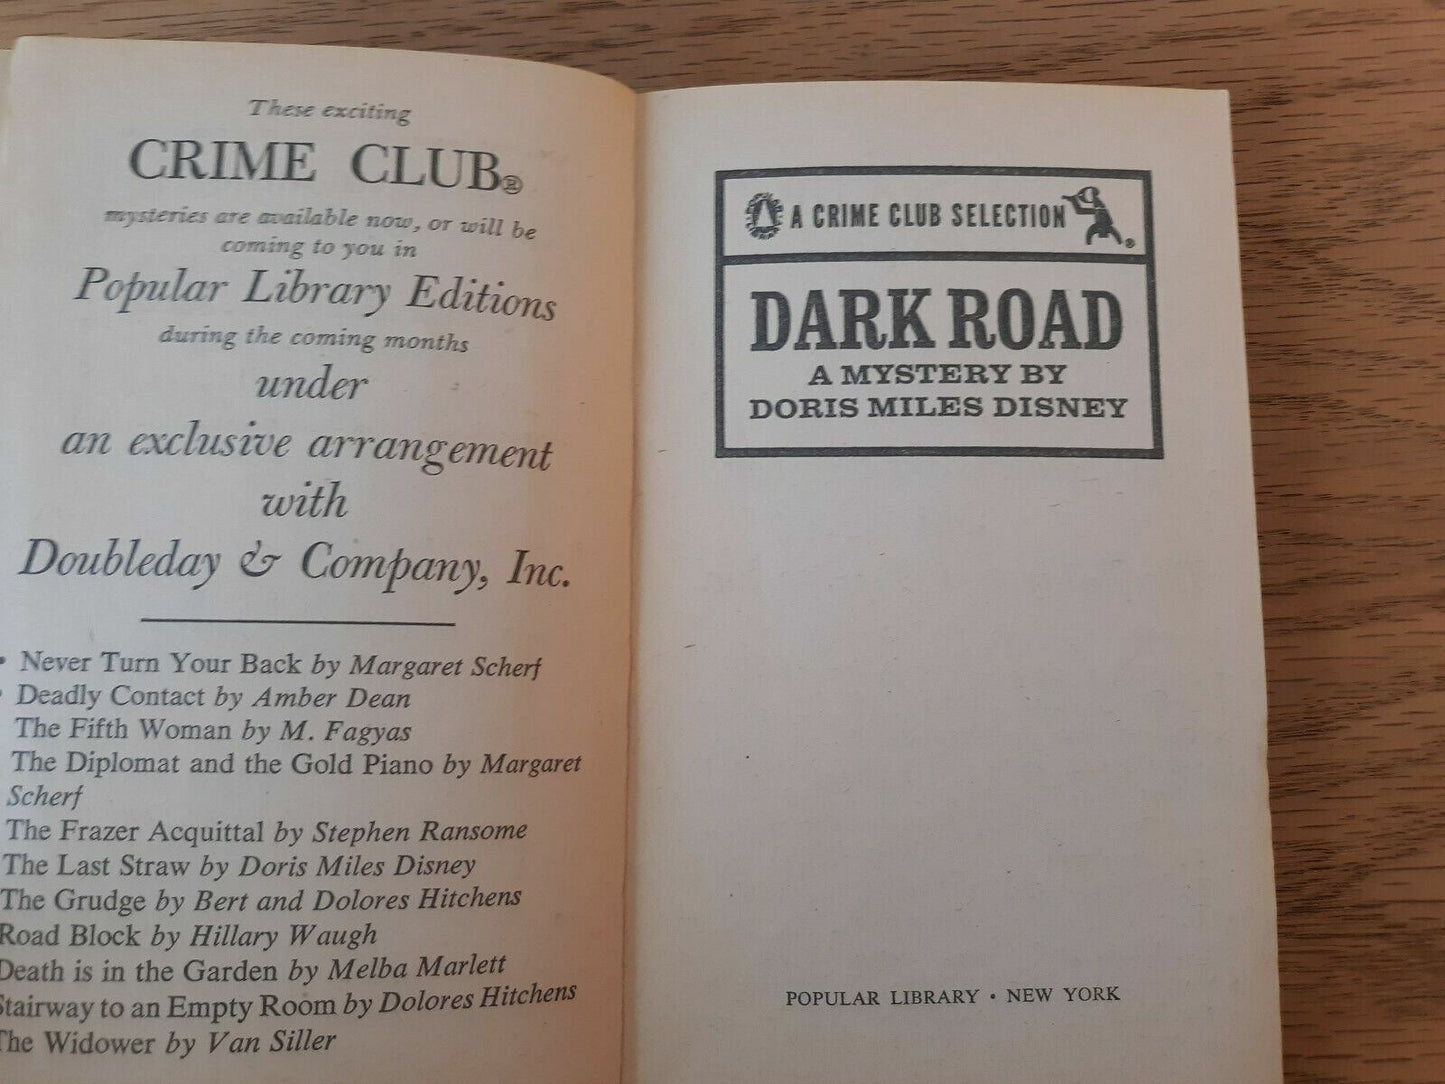 These exciting
CRIME CLUB®
mysteries are available now, or will be
coming to you in
Popular Library Editions
during the coming months
under
an exclusive arrangement
with
Doubleday & Company, Inc.
• Never Turn Your Back by Margaret Scherf
• Deadly Contact by Amber Dean
The Fifth Woman by M. Fagyas
The Diplomat and the Gold Piano by Margaret
Scherf
The Frazer Acquittal by Stephen Ransome
The Last Straw by Doris Miles Disney
The Grudge by Bert and Dolores Hitchens
Road Block by Hillary Waugh
Death is in the Garden by Melba Marlett
Stairway to an Empty Room by Dolores Hitchens
The Widower by Van Siller
A CRIME CLUB SELECTION ®
DARK ROAD
A MYSTERY BY
DORIS MILES DISNEY
POPULAR LIBRARY • NEW YORK